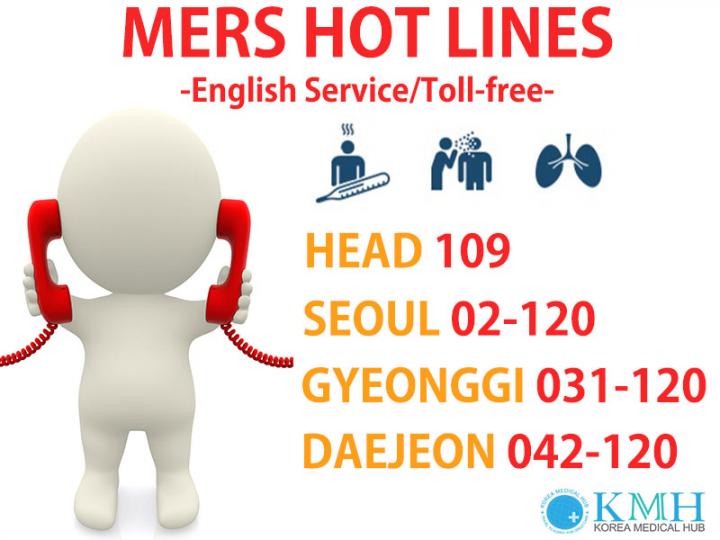 MERS HOT LINES
-English Service/Toll-free-
HEAD 109
SEOUL 02-120
GYEONGGI 031-120
DAEJEON 042-120
KMH
KOREA MEDICAL HUB